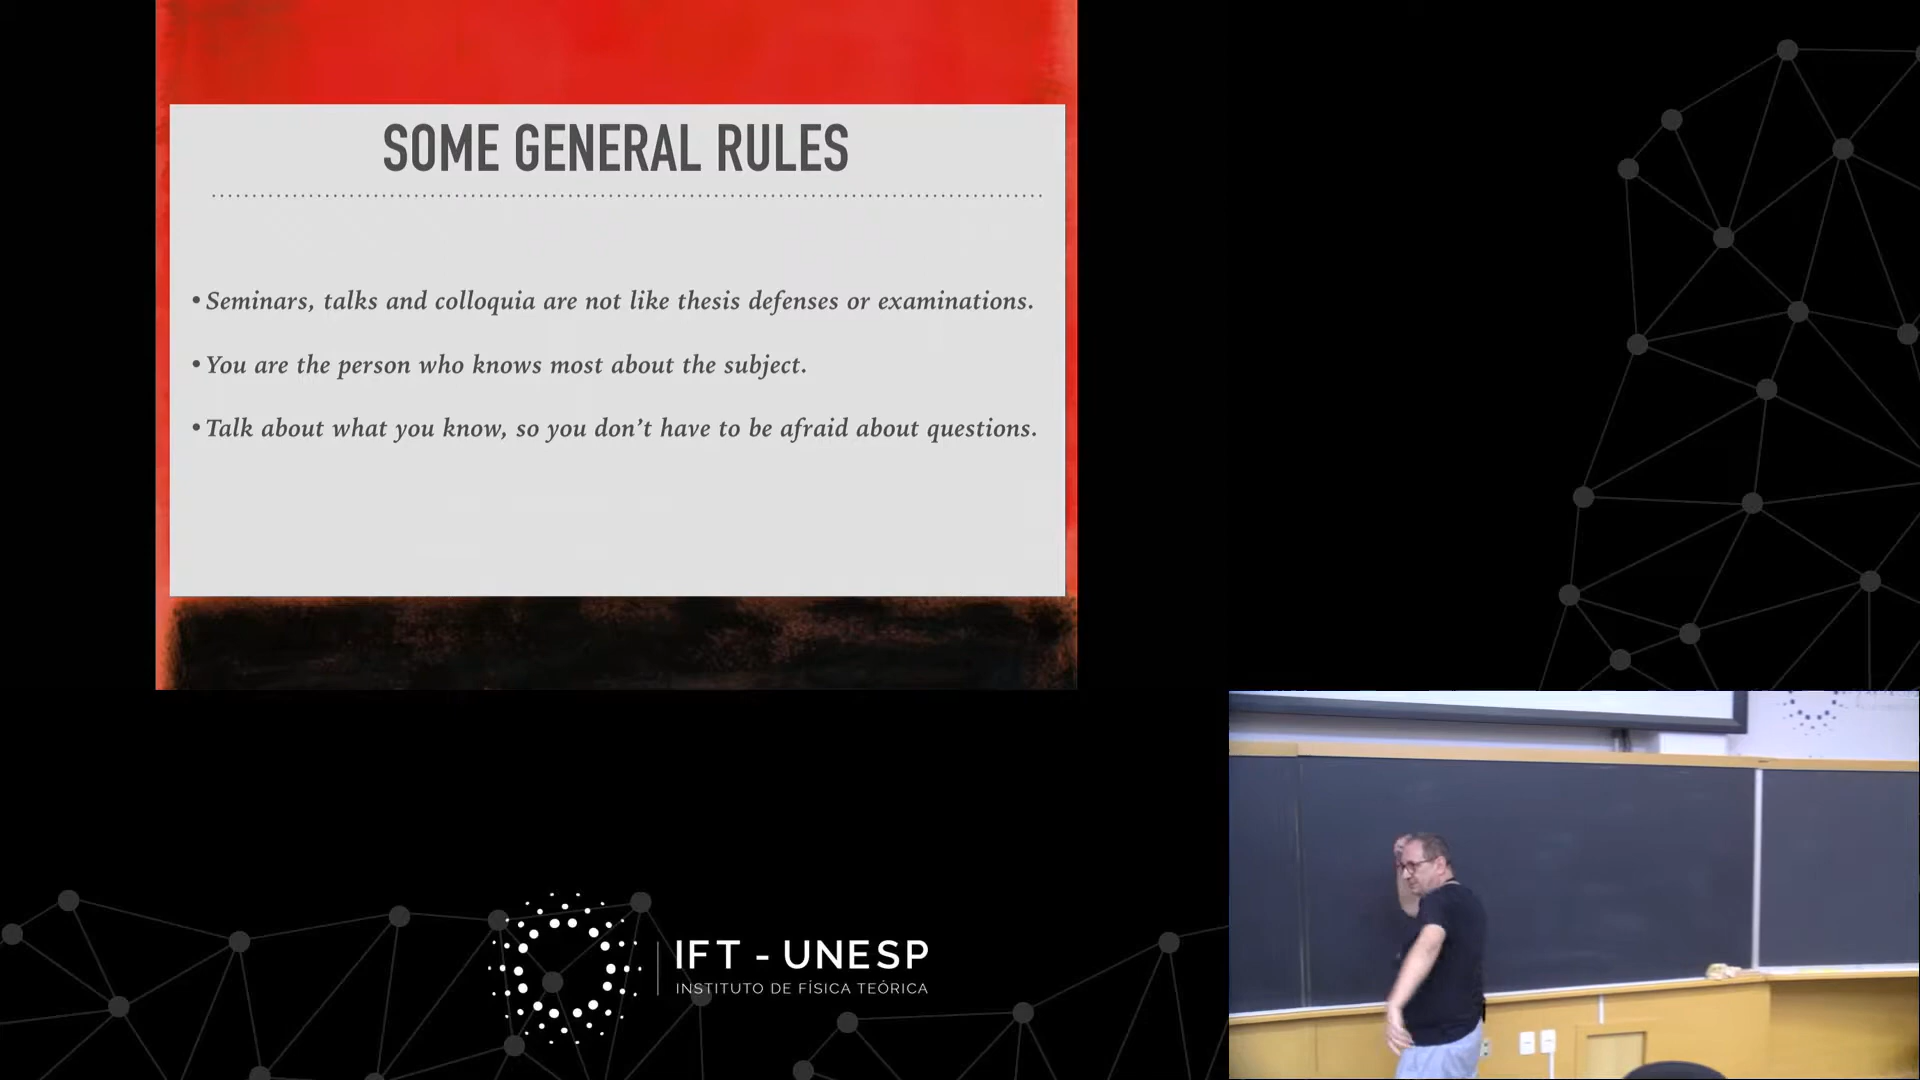 SOME GENERAL RULES
• Seminars, talks and colloquia are not like thesis defenses or examinations.
• You are the person who knows most about the subject.
• Talk about what you know, so you don't have to be afraid about questions.
IFT - UNESP
INSTITUTO DE FÍSICA TEÓRICA